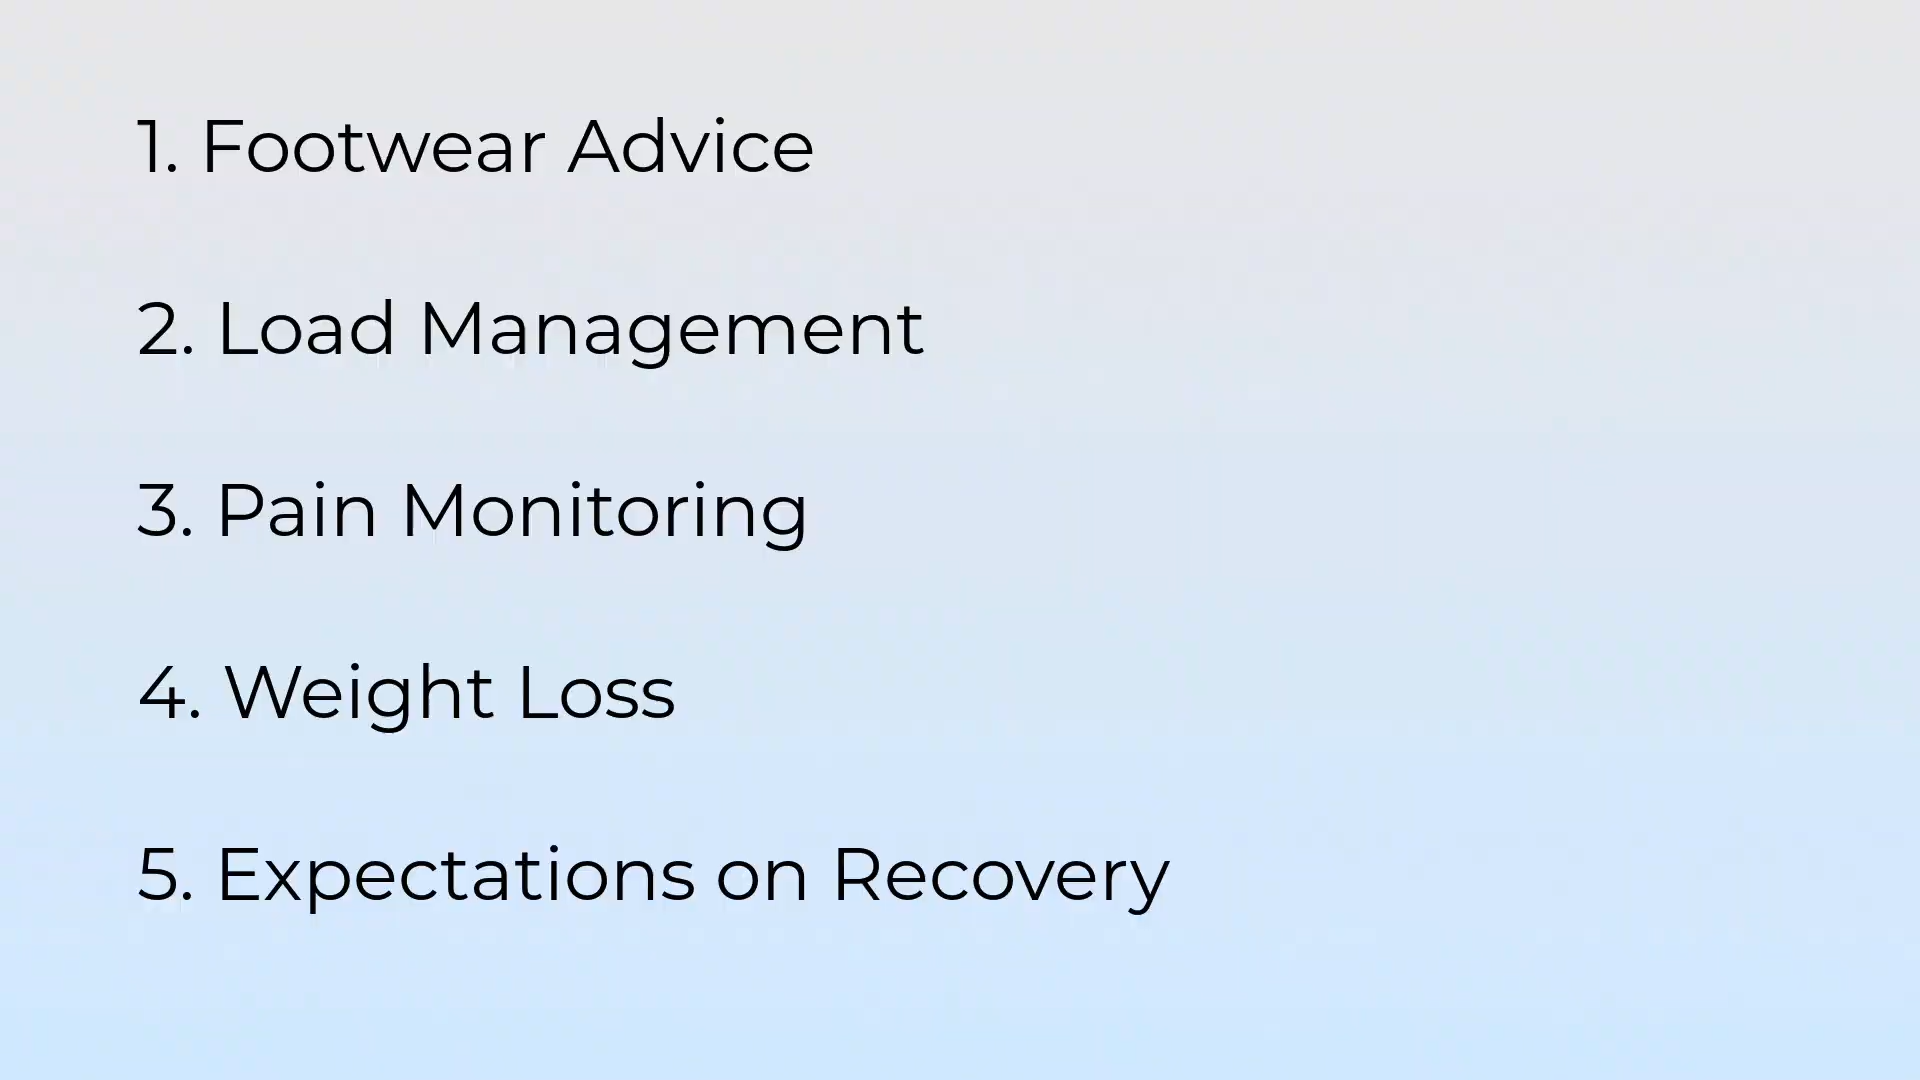 1. Footwear Advice
2. Load Management
3. Pain Monitoring
4. Weight Loss
5. Expectations on Recovery